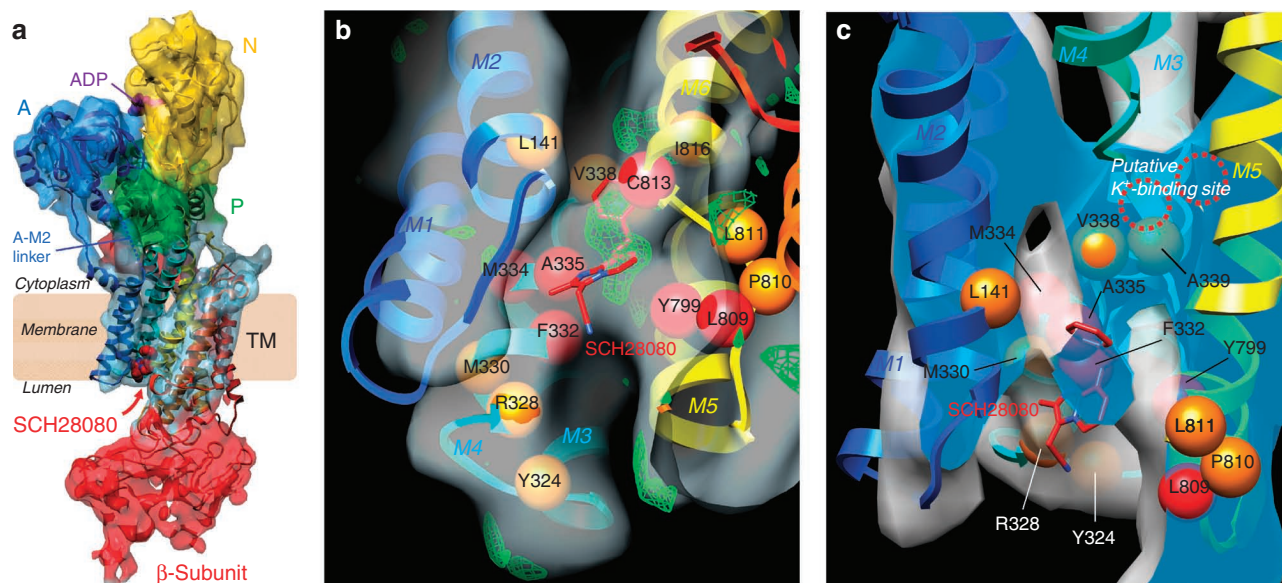 a
N
ADP
A
P
A-M2
linker
Cytoplasm
Membrane
TM
Lumen
SCH28080
β-Subunit
b
M2
M6
L141
I816
V338
C813
M1
L811
M334
A335
P810
Y799
L809
F332
SCH28080
M330
R328
M5
M4
M3
Y324
c
M4
M3
M2
Putative
K+-binding site
M5
M334
V338
L141
A335
A339
F332
M1
M330
Y799
SCH28080
L811
P810
L809
R328
Y324